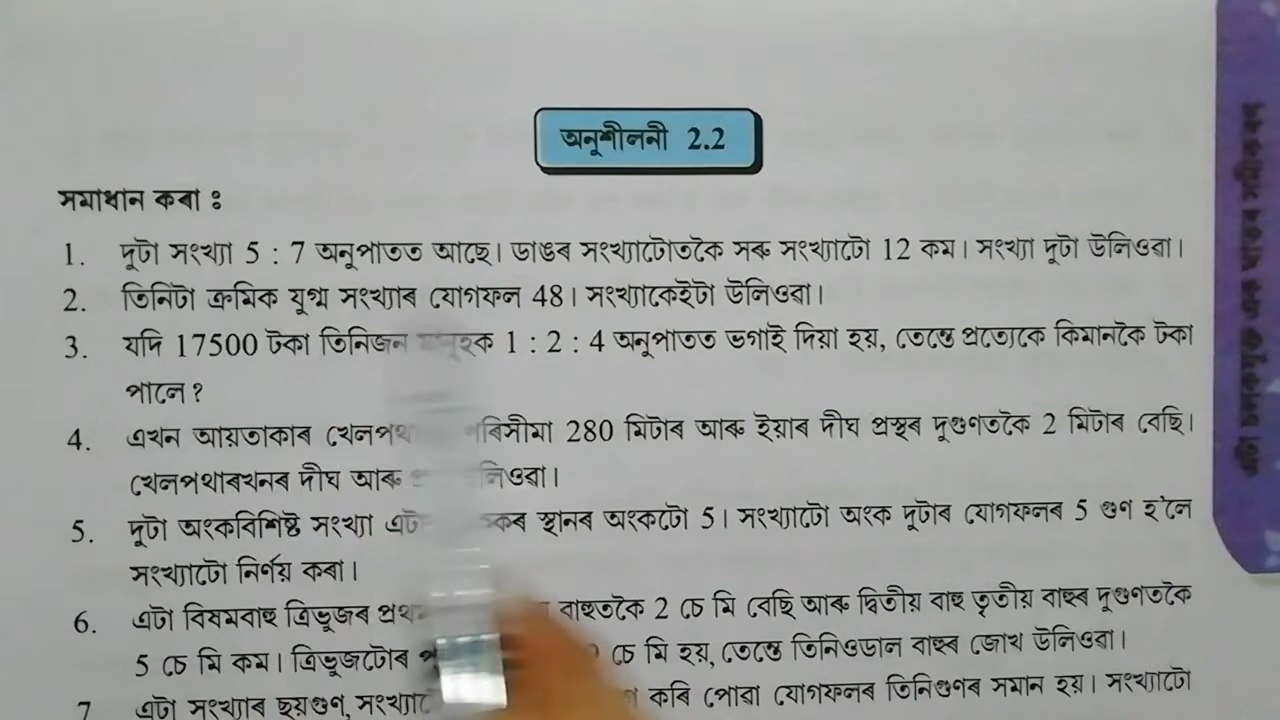 অনুশীলনী 2.2
সমাধান কৰা ঃ
1. দুটা সংখ্যা 5 : 7 অনুপাতত আছে। ডাঙৰ সংখ্যাটোতকৈ সৰু সংখ্যাটো 12 কম। সংখ্যা দুটা উলিওৱা।
2. তিনিটা ক্ৰমিক যুগ্ম সংখ্যাৰ যোগফল 48। সংখ্যাকেইটা উলিওৱা।
3. যদি 17500 টকা তিনিজন 1 : 2 : 4 অনুপাতত ভগাই দিয়া হয়, তেন্তে প্ৰত্যেকে কিমানকৈ টকা
পালে?
4. এখন আয়তাকাৰ 280 মিটাৰ আৰু ইয়াৰ দীঘ প্ৰস্থৰ দুগুণতকৈ 2 মিটাৰ বেছি।
খেলপথাৰখনৰ দীঘ আৰু
5. দুটা অংকবিশিষ্ট সংখ্যা স্থানৰ অংকটো 5। সংখ্যাটো অংক দুটাৰ যোগফলৰ 5 গুণ হ'লে
সংখ্যাটো নিৰ্ণয় কৰা।
6. এটা বিষমবাহু ত্ৰিভুজৰ বাহুতকৈ 2 চে মি বেছি আৰু দ্বিতীয় বাহু তৃতীয় বাহুৰ দুগুণতকৈ
5 চে মি কম। ত্ৰিভুজটোৰ চে মি হয়, তেন্তে তিনিওডাল বাহুৰ জোখ উলিওৱা।
7 এটা সংখ্যাৰ ছয়গুণ, কৰি পোৱা যোগফলৰ তিনিগুণৰ সমান হয়। সংখ্যাটো